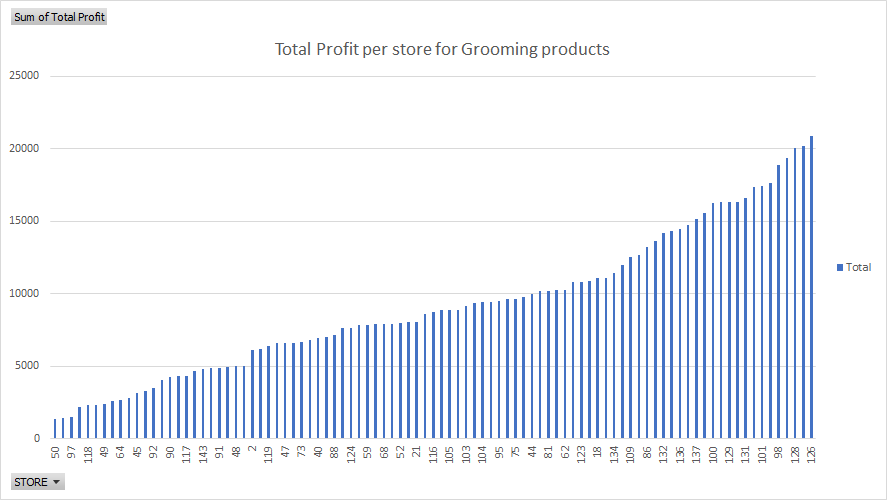 Sum of Total Profit
Total Profit per store for Grooming products
25000
20000
15000
10000
5000
0
50 97 118 49 64 45 92 90 117 143 91 48 2 119 47 73 40 88 124 59 68 52 21 116 105 103 104 95 75 44 81 62 123 18 134 109 86 132 136 137 100 129 131 101 98 128 126
Total
STORE